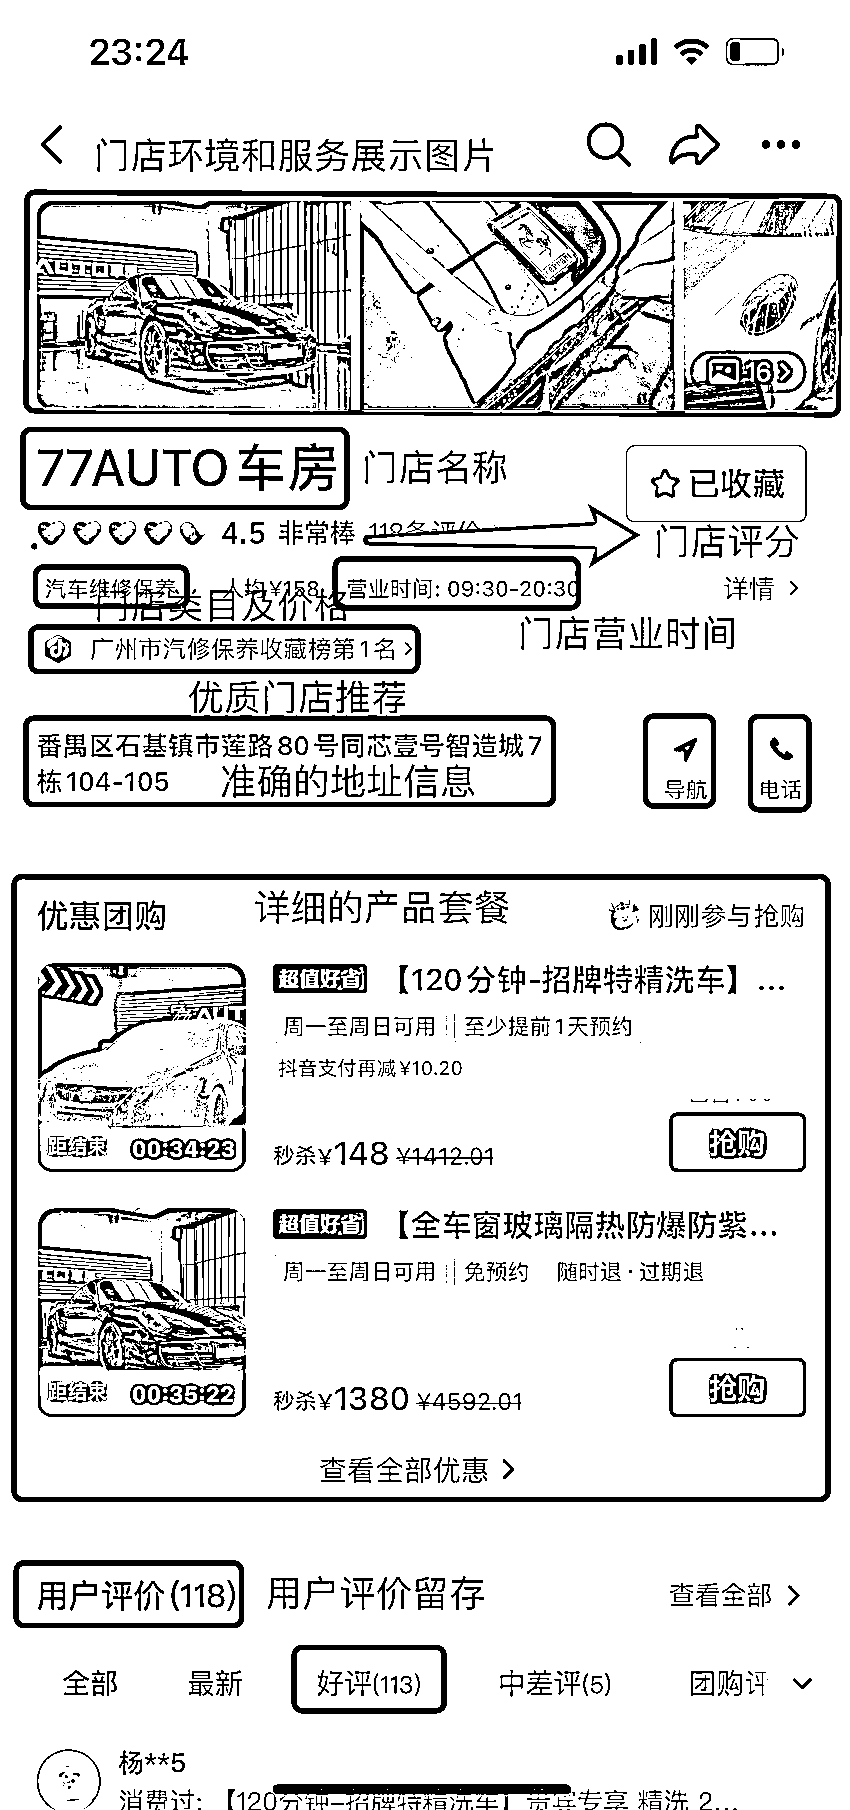 23:24
门店环境和服务展示图片
AUTO
16
77AUTO车房 门店名称
已收藏
4.5 非常棒 118条评价
门店评分
汽车维修保养 人均¥158 营业时间: 09:30-20:30 详情
门店类目及价格
门店营业时间
广州市汽修保养收藏榜第1名
优质门店推荐
番禺区石基镇市莲路80号同芯壹号智造城7
栋104-105 准确的地址信息
导航 电话
优惠团购 详细的产品套餐 刚刚参与抢购
超值好省 【120分钟-招牌特精洗车】...
周一至周日可用 | 至少提前1天预约
抖音支付再减¥10.20
距结束 00:34:23
秒杀¥148 ¥1412.01 抢购
超值好省 【全车窗玻璃隔热防爆防紫...
周一至周日可用 | 免预约 随时退·过期退
距结束 00:35:22
秒杀¥1380 ¥4592.01 抢购
查看全部优惠
用户评价(118) 用户评价留存 查看全部
全部 最新 好评(113) 中差评(5) 团购评
杨**5
消费过: 【120分钟-招牌特精洗车】贵宾专享 精洗 2...